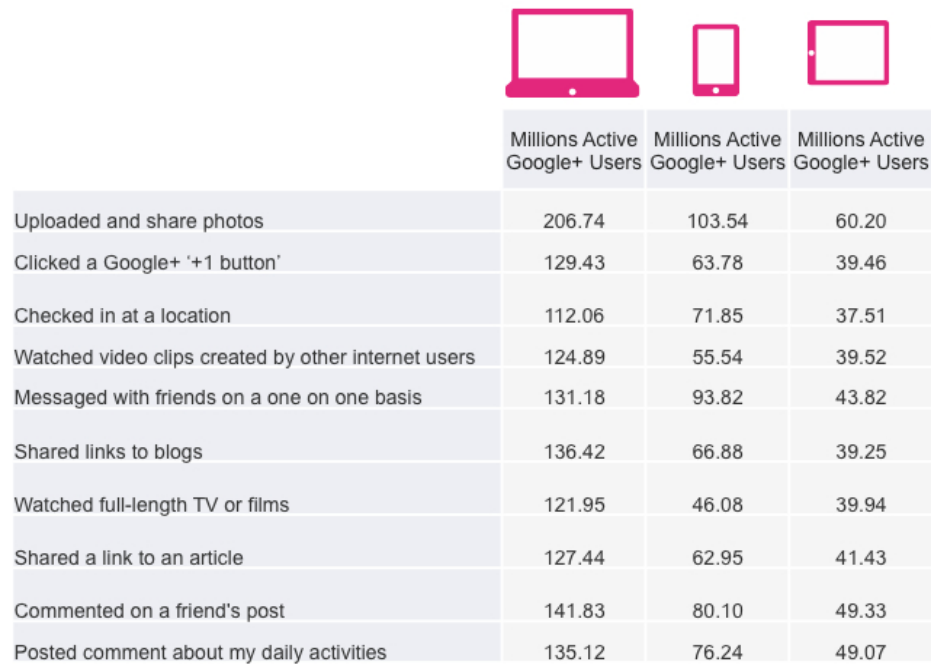 Millions Active Millions Active Millions Active
Google+ Users Google+ Users Google+ Users
Uploaded and share photos 206.74 103.54 60.20
Clicked a Google+ ‘+1 button’ 129.43 63.78 39.46
Checked in at a location 112.06 71.85 37.51
Watched video clips created by other internet users 124.89 55.54 39.52
Messaged with friends on a one on one basis 131.18 93.82 43.82
Shared links to blogs 136.42 66.88 39.25
Watched full-length TV or films 121.95 46.08 39.94
Shared a link to an article 127.44 62.95 41.43
Commented on a friend's post 141.83 80.10 49.33
Posted comment about my daily activities 135.12 76.24 49.07